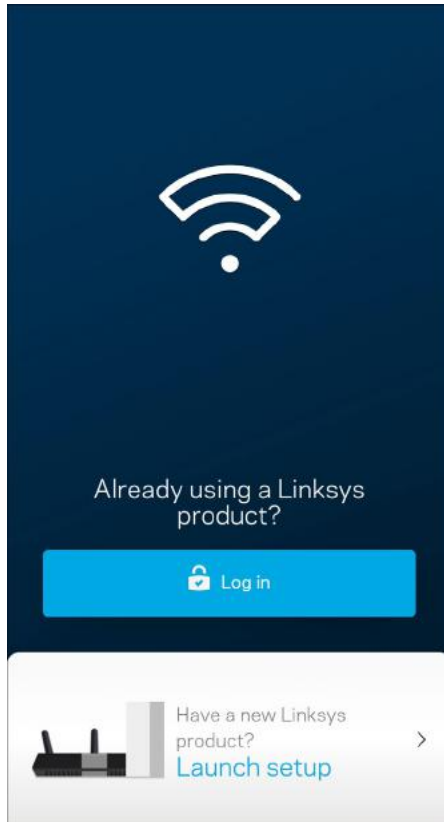 Already using a Linksys
product?
Log in
Have a new Linksys
product?
Launch setup